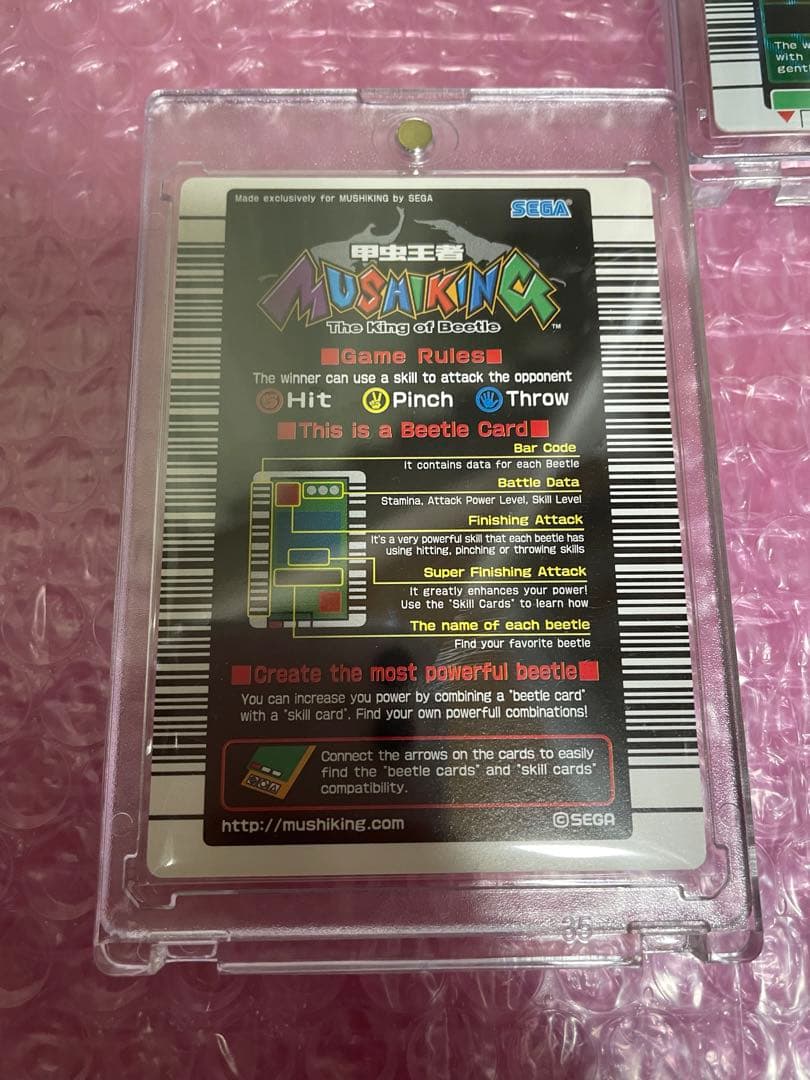 Made exclusively for MUSHIKING by SEGA
SEGA
甲虫王者
MUSHIKING
The King of Beetle
TM
Game Rules
The winner can use a skill to attack the opponent
Hit Pinch Throw
This is a Beetle Card
Bar Code
It contains data for each Beetle
Battle Data
Stamina, Attack Power Level, Skill Level
Finishing Attack
It's a very powerful skill that each beetle has
using hitting, pinching or throwing skills
Super Finishing Attack
It greatly enhances your power!
Use the "Skill Cards" to learn how
The name of each beetle
Find your favorite beetle
Create the most powerful beetle
You can increase you power by combining a "beetle card"
with a "skill card". Find your own powerfull combinations!
Connect the arrows on the cards to easily
find the "beetle cards" and "skill cards"
compatibility.
http://mushiking.com
©SEGA
35
The
with